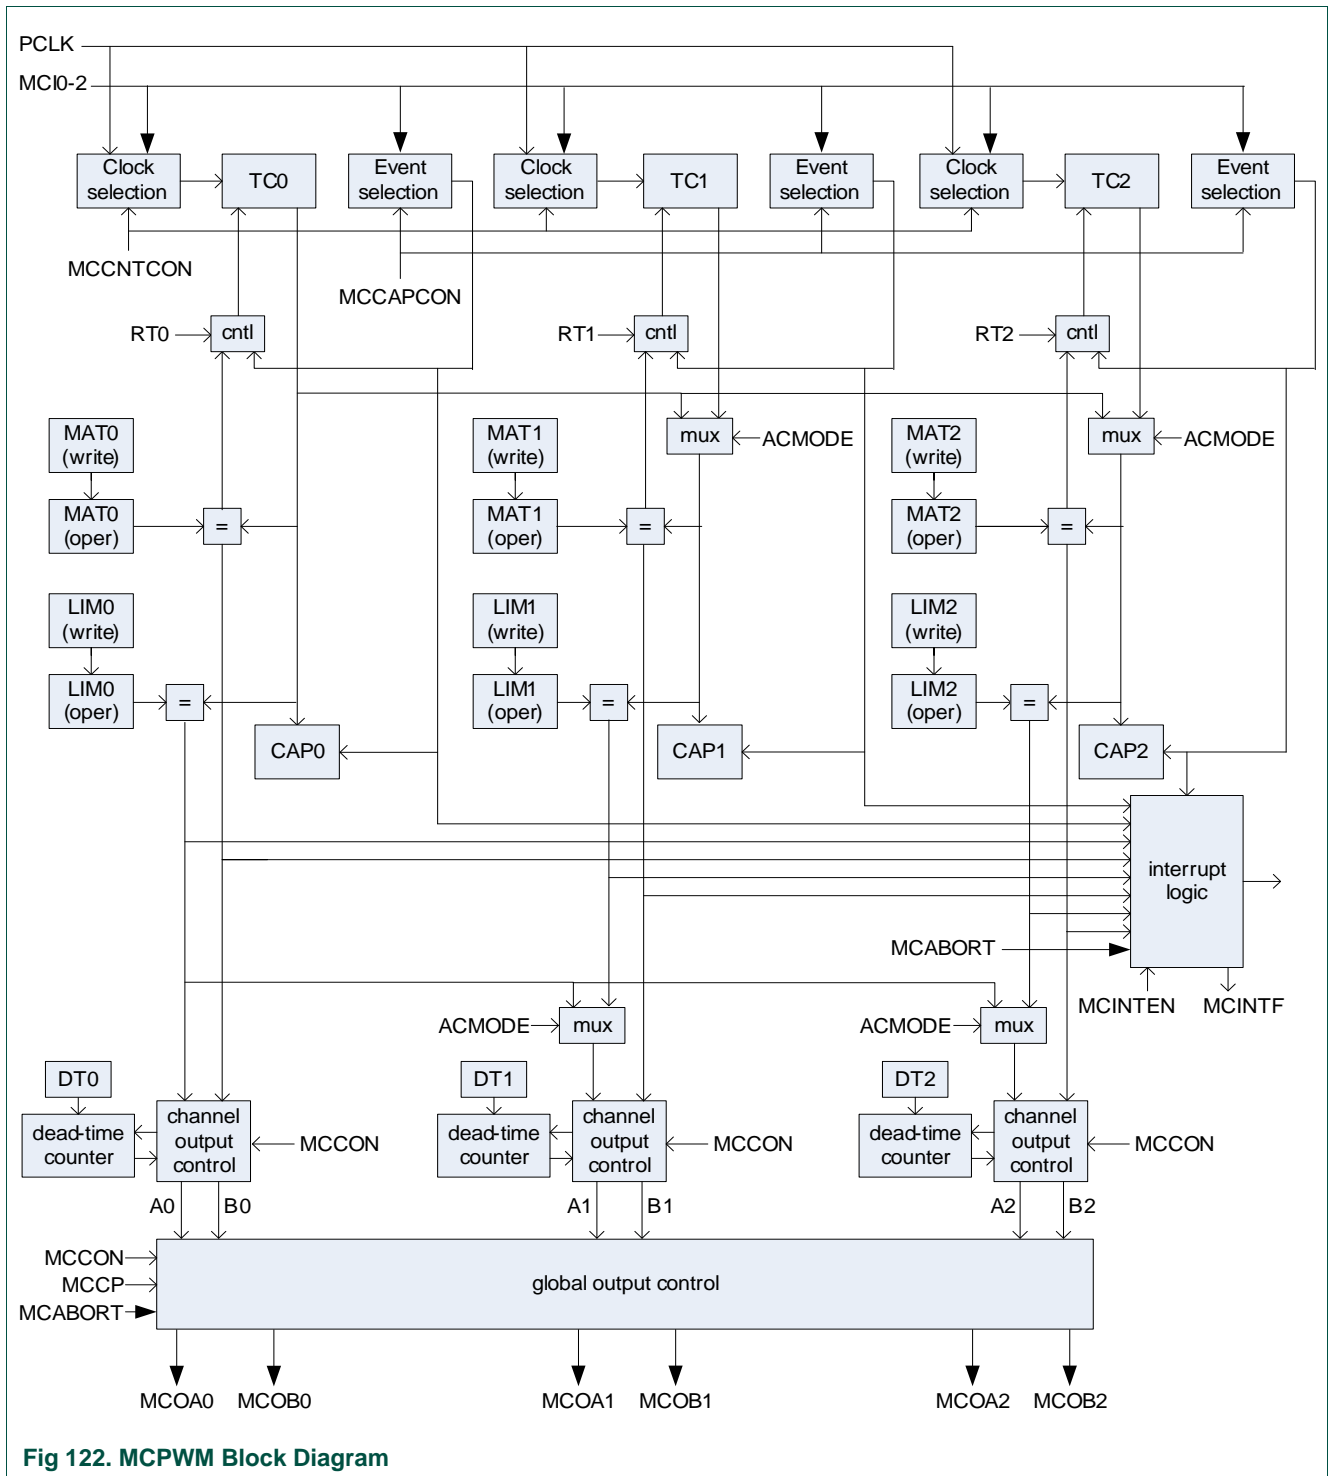 PCLK
MCI0-2
Clock
selection
TC0
Event
selection
Clock
selection
TC1
Event
selection
Clock
selection
TC2
Event
selection
MCCNTCON
MCCAPCON
RT0
cntl
RT1
cntl
RT2
cntl
MAT0
(write)
MAT1
(write)
mux
ACMODE
MAT2
(write)
mux
ACMODE
MAT0
(oper)
=
MAT1
(oper)
=
MAT2
(oper)
=
LIM0
(write)
LIM1
(write)
LIM2
(write)
LIM0
(oper)
=
LIM1
(oper)
=
LIM2
(oper)
=
CAP0
CAP1
CAP2
interrupt
logic
MCABORT
MCINTEN
MCINTF
ACMODE
mux
ACMODE
mux
DT0
DT1
DT2
dead-time
counter
channel
output
control
MCCON
dead-time
counter
channel
output
control
MCCON
dead-time
counter
channel
output
control
MCCON
A0
B0
A1
B1
A2
B2
MCCON
MCCP
MCABORT
global output control
MCOA0
MCOB0
MCOA1
MCOB1
MCOA2
MCOB2
Fig 122. MCPWM Block Diagram